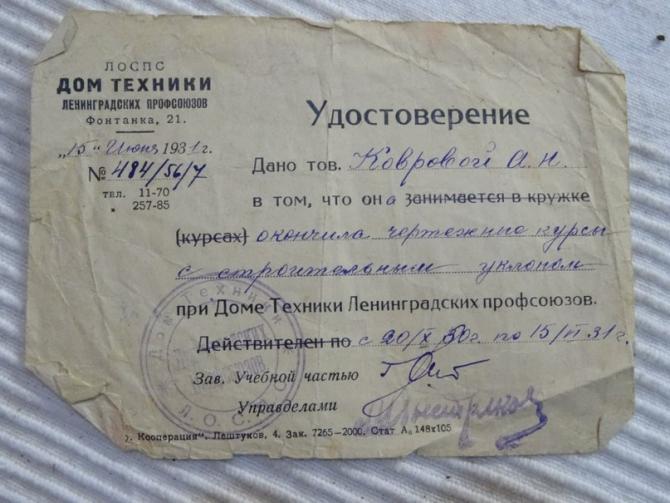 ЛОСПС
ДОМ ТЕХНИКИ
ЛЕНИНГРАДСКИХ ПРОФСОЮЗОВ
Фонтанка, 21.
„15" Июня 1931 г.
№ 484/56/7
тел. 11-70
" 257-85
Удостоверение
Дано тов. Ковровой А. Н.
в том, что она занимается в кружке
(курсах) окончила чертежные курсы
с строительным уклоном
при Доме Техники Ленинградских профсоюзов.
Действителен по с 20/X 30 г. по 15/VI 31 г.
Зав. Учебной частью
Управделами
Дом Техники
Л.О.С.П.С.
Кооперация". Лештуков, 4. Зак. 7265-2000. Стат А₆ 148х105